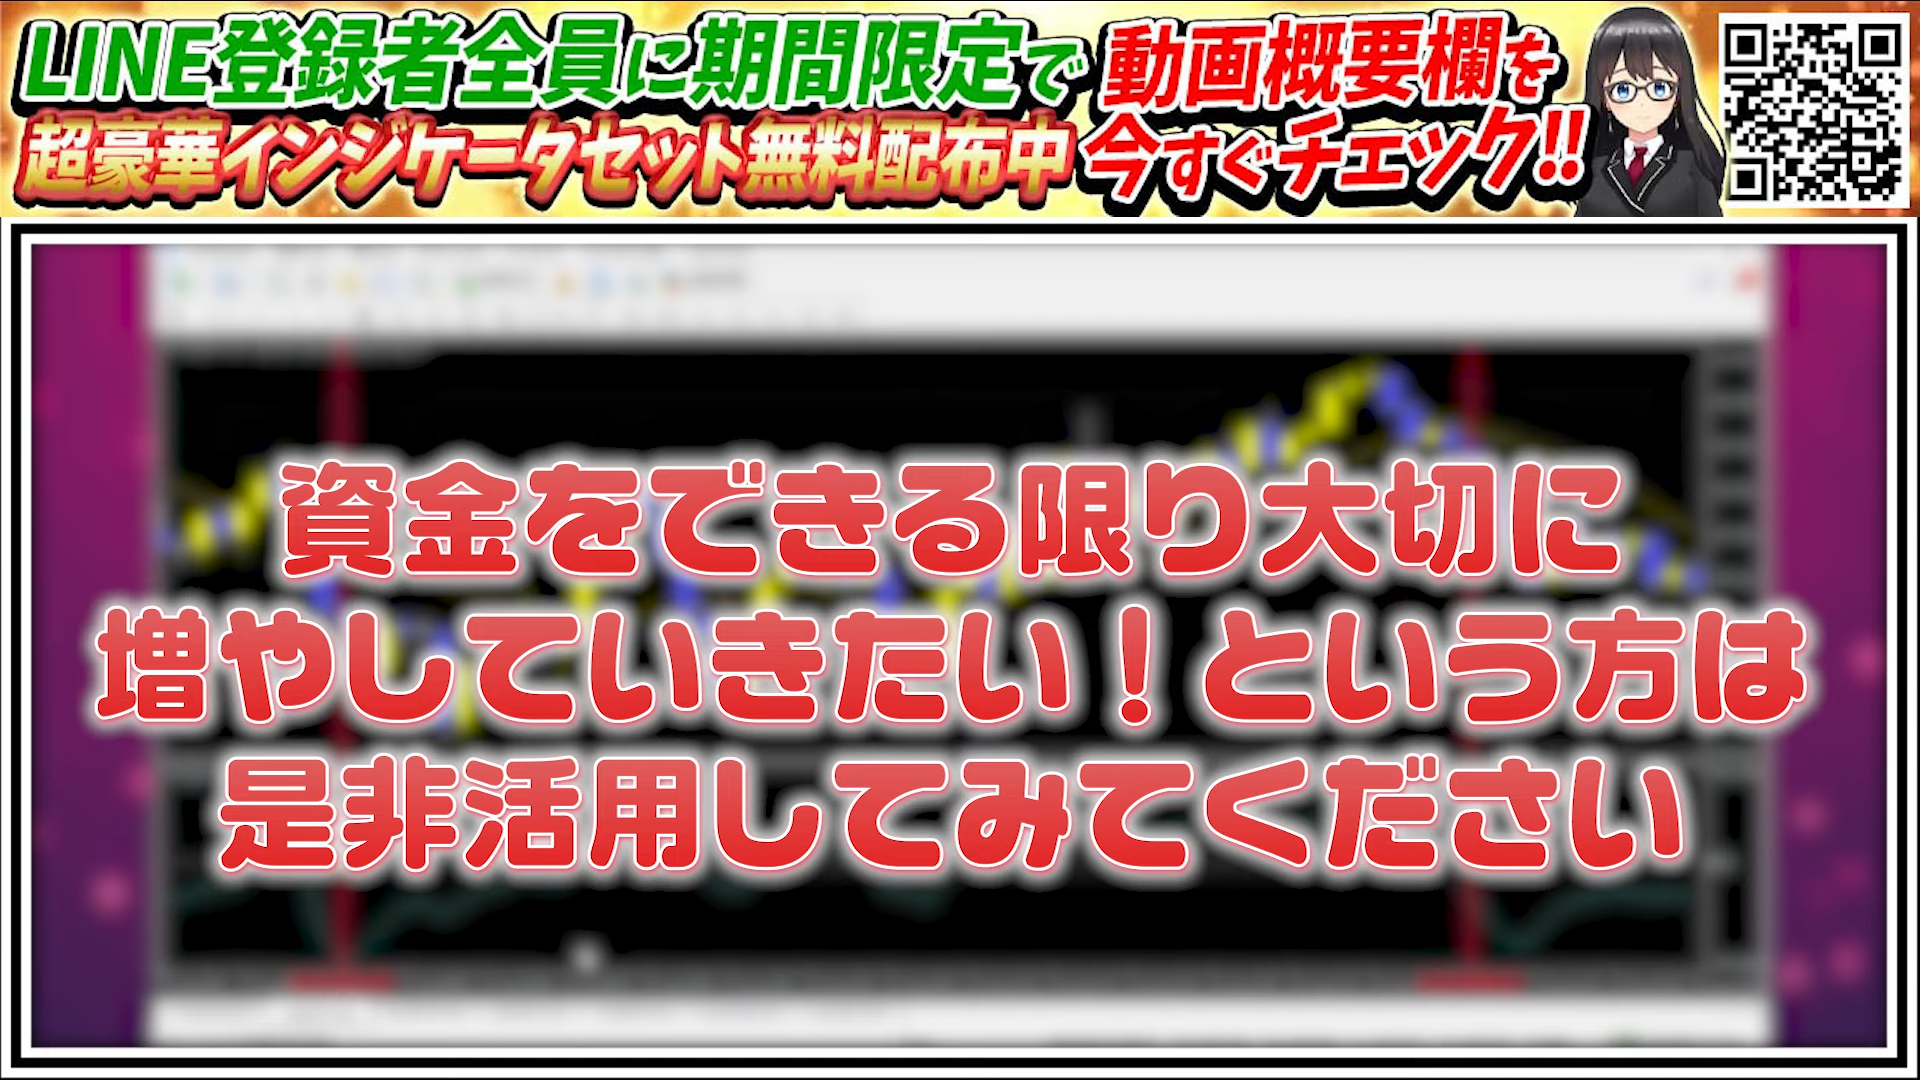 LINE登録者全員に期間限定で
超豪華インジケータセット無料配布中
動画概要欄を
今すぐチェック!!
資金をできる限り大切に
増やしていきたい！という方は
是非活用してみてください